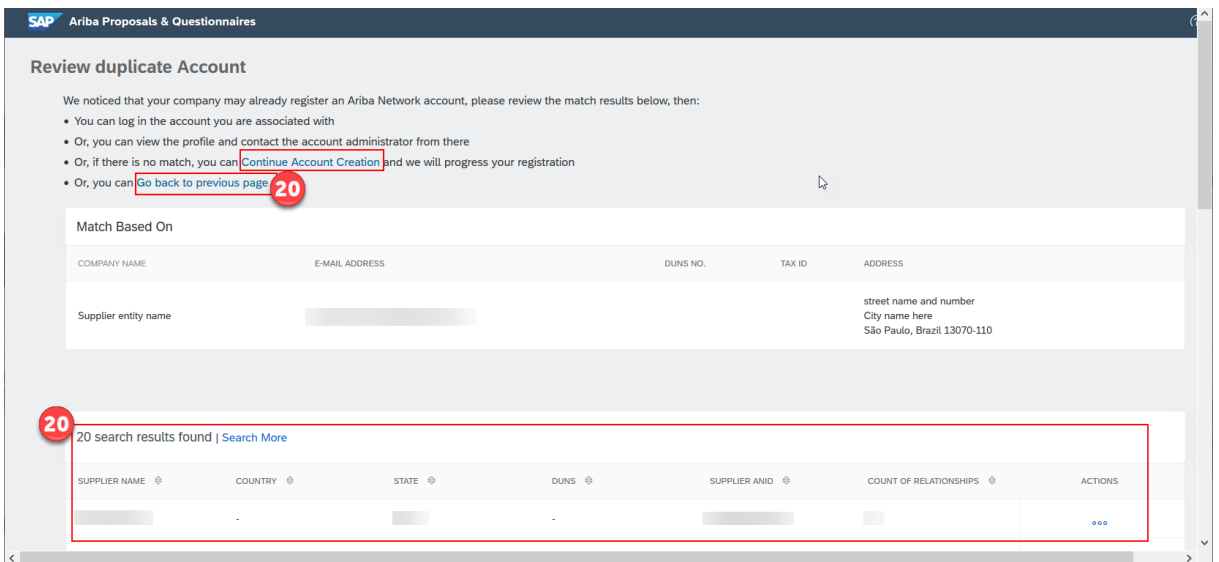 SAP Ariba Proposals & Questionnaires
Review duplicate Account
We noticed that your company may already register an Ariba Network account, please review the match results below, then:
• You can log in the account you are associated with
• Or, you can view the profile and contact the account administrator from there
• Or, if there is no match, you can Continue Account Creation and we will progress your registration
• Or, you can Go back to previous page
20
Match Based On
COMPANY NAME E-MAIL ADDRESS DUNS NO. TAX ID ADDRESS
Supplier entity name
street name and number
City name here
São Paulo, Brazil 13070-110
20
20 search results found | Search More
SUPPLIER NAME COUNTRY STATE DUNS SUPPLIER ANID COUNT OF RELATIONSHIPS ACTIONS
- -